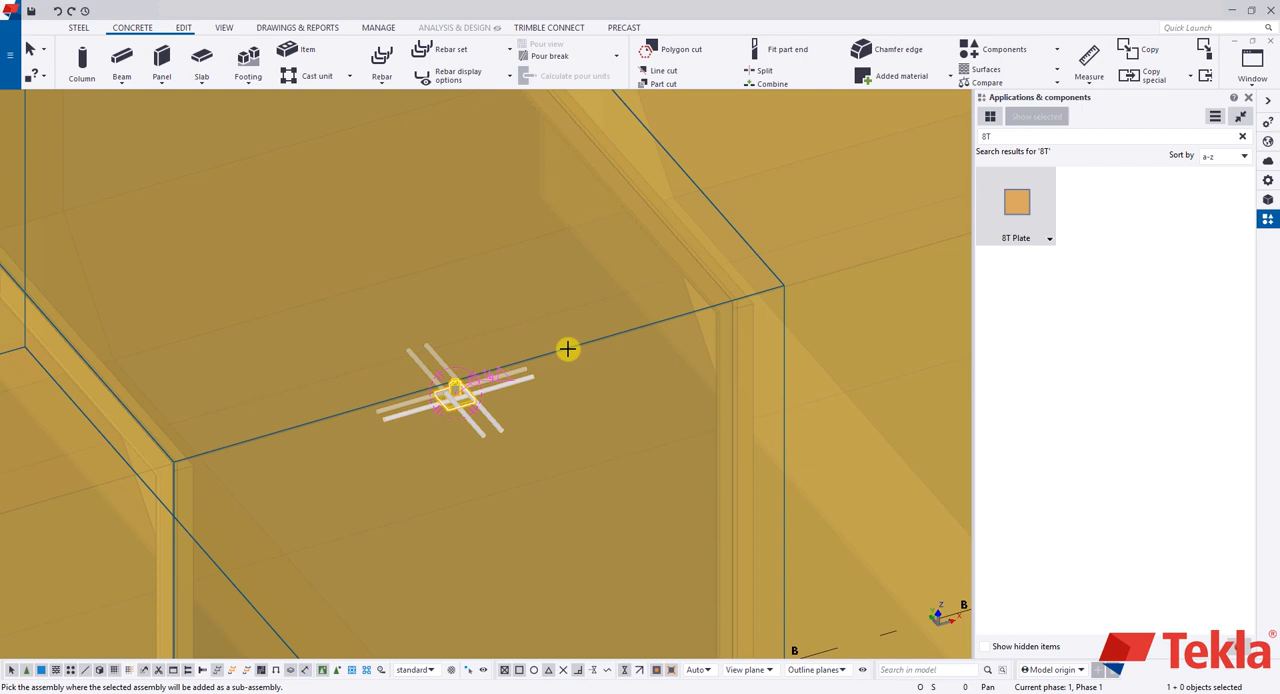 STEEL CONCRETE EDIT VIEW DRAWINGS & REPORTS MANAGE ANALYSIS & DESIGN TRIMBLE CONNECT PRECAST Quick Launch
Column Beam Panel Slab Footing Item Cast unit Rebar Rebar set Rebar display options Pour view Pour break Calculate pour units Polygon cut Line cut Part cut Fit part end Split Combine Chamfer edge Added material Components Surfaces Compare Measure Copy Copy special Window
Applications & components
Show selected
8T
Search results for '8T'
Sort by a-z
8T Plate
Z
B
X
B
Show hidden items
Tekla®
standard Auto View plane Outline planes Search in model Model origin
Pick the assembly where the selected assembly will be added as a sub-assembly. O S 0 Pan Current phase: 1, Phase 1 1 + 0 objects selected